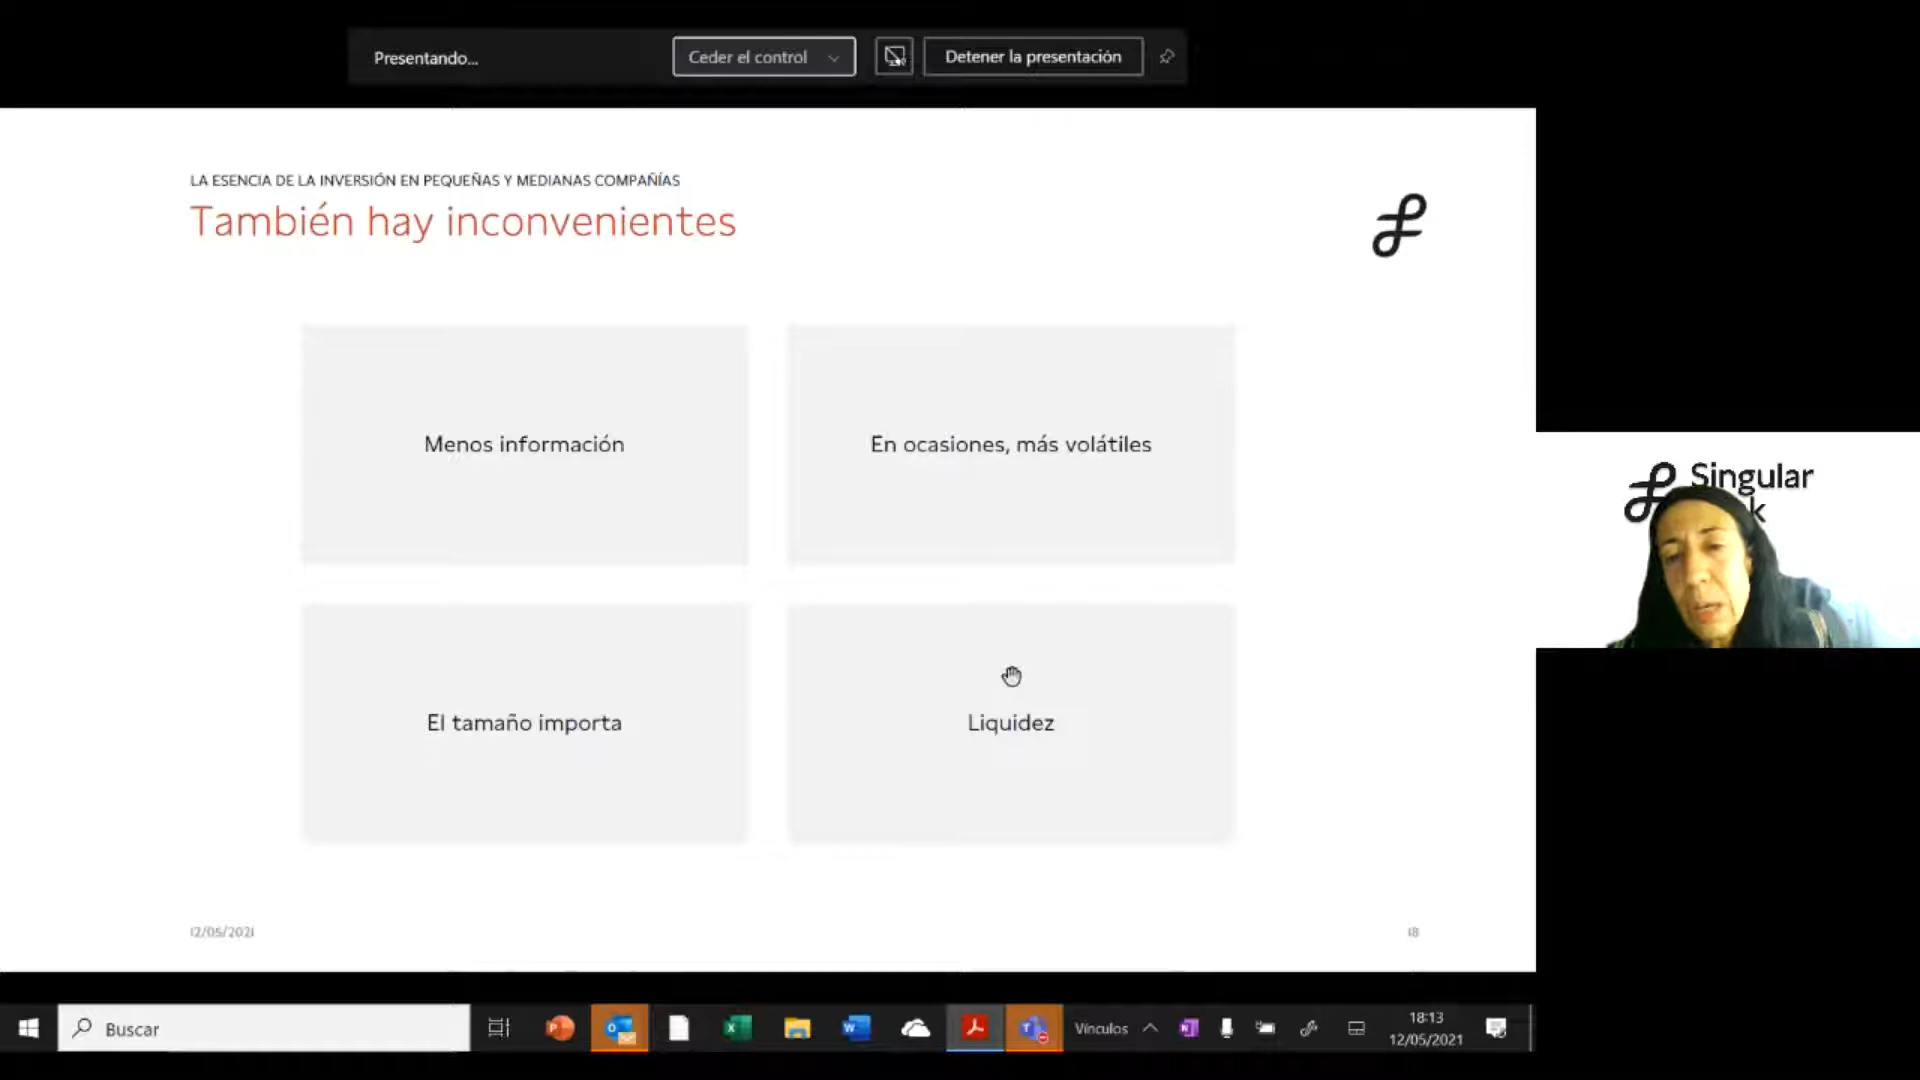 Presentando...
Ceder el control
Detener la presentación
LA ESENCIA DE LA INVERSIÓN EN PEQUEÑAS Y MEDIANAS COMPAÑÍAS
También hay inconvenientes
Menos información
En ocasiones, más volátiles
El tamaño importa
Liquidez
12/05/2021
18
Singular
k
Buscar
Vínculos
18:13
12/05/2021